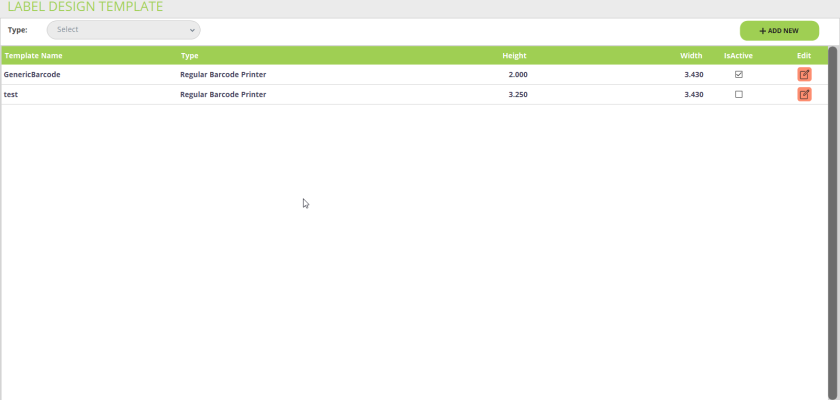 LABEL DESIGN TEMPLATE
Type: Select + ADD NEW
Template Name Type Height Width IsActive Edit
GenericBarcode Regular Barcode Printer 2.000 3.430
test Regular Barcode Printer 3.250 3.430